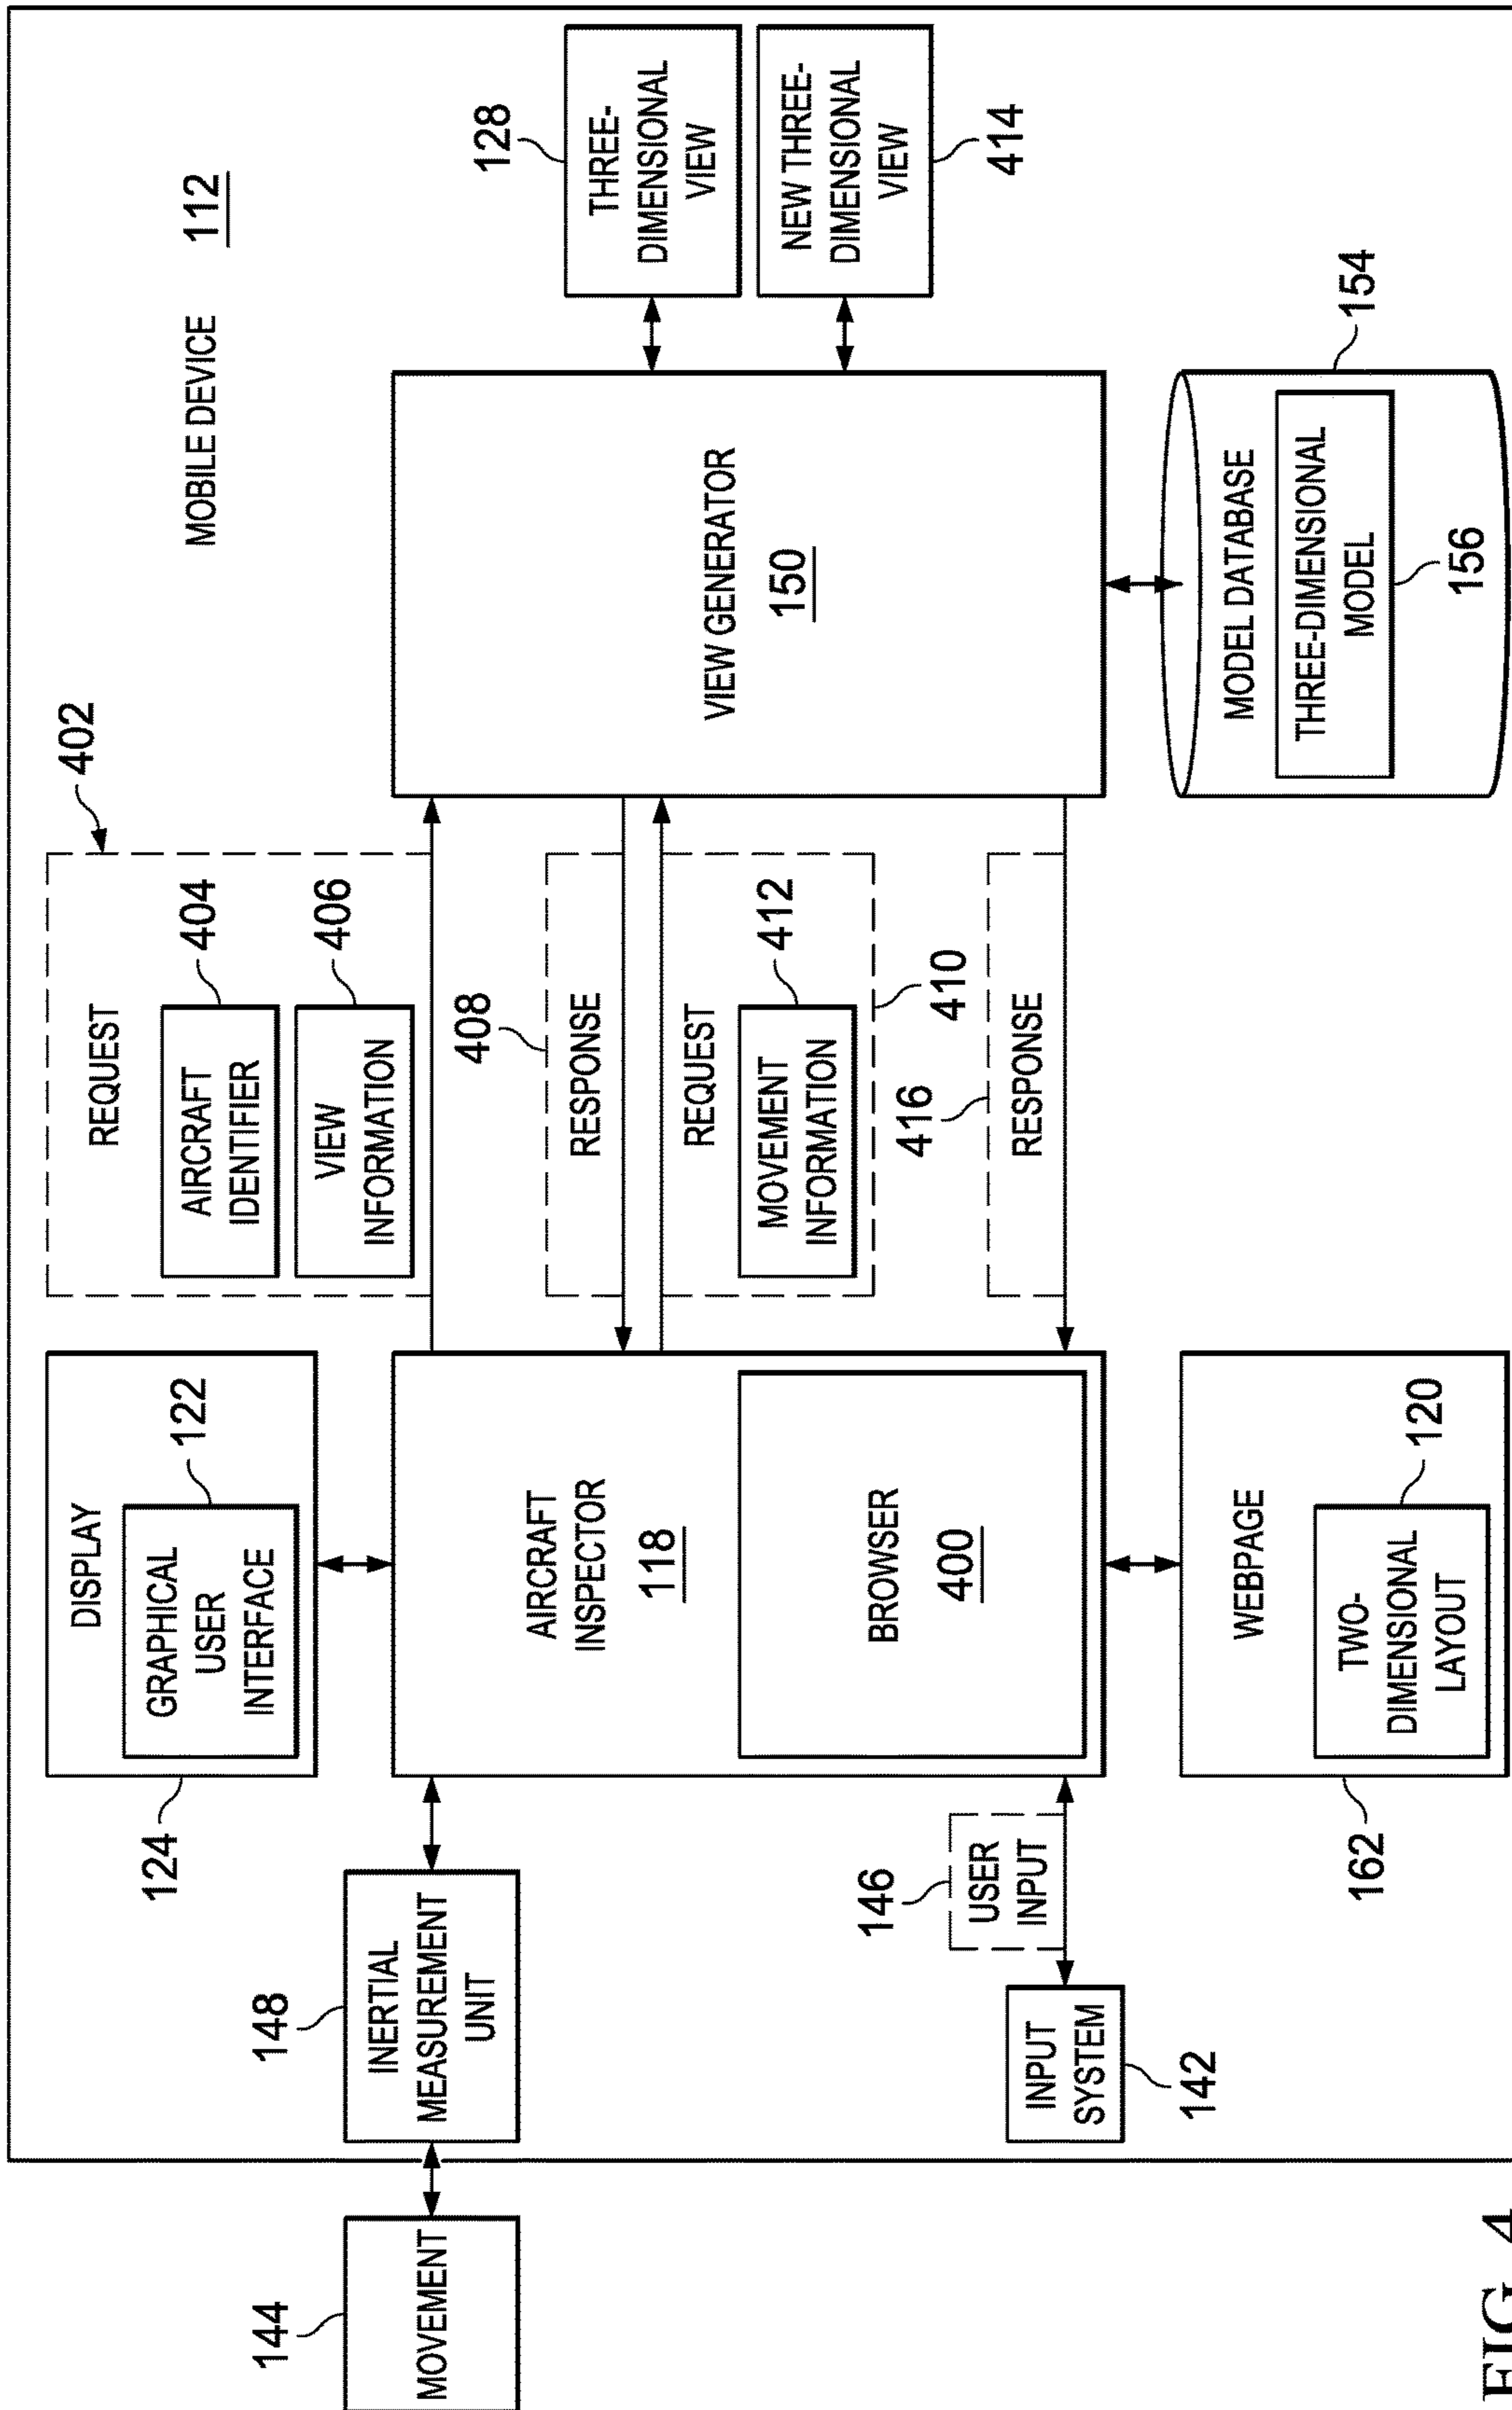 MOBILE DEVICE
112
402
REQUEST
404
AIRCRAFT
IDENTIFIER
406
VIEW
INFORMATION
DISPLAY
122
GRAPHICAL
USER
INTERFACE
124
144
MOVEMENT
148
INERTIAL
MEASUREMENT
UNIT
AIRCRAFT
INSPECTOR
118
BROWSER
400
408
RESPONSE
REQUEST
412
MOVEMENT
INFORMATION
410
416
RESPONSE
VIEW GENERATOR
150
128
THREE-
DIMENSIONAL
VIEW
NEW THREE-
DIMENSIONAL
VIEW
414
146
USER
INPUT
INPUT
SYSTEM
142
WEBPAGE
120
TWO-
DIMENSIONAL
LAYOUT
162
154
MODEL DATABASE
THREE-DIMENSIONAL
MODEL
156
FIG. 4